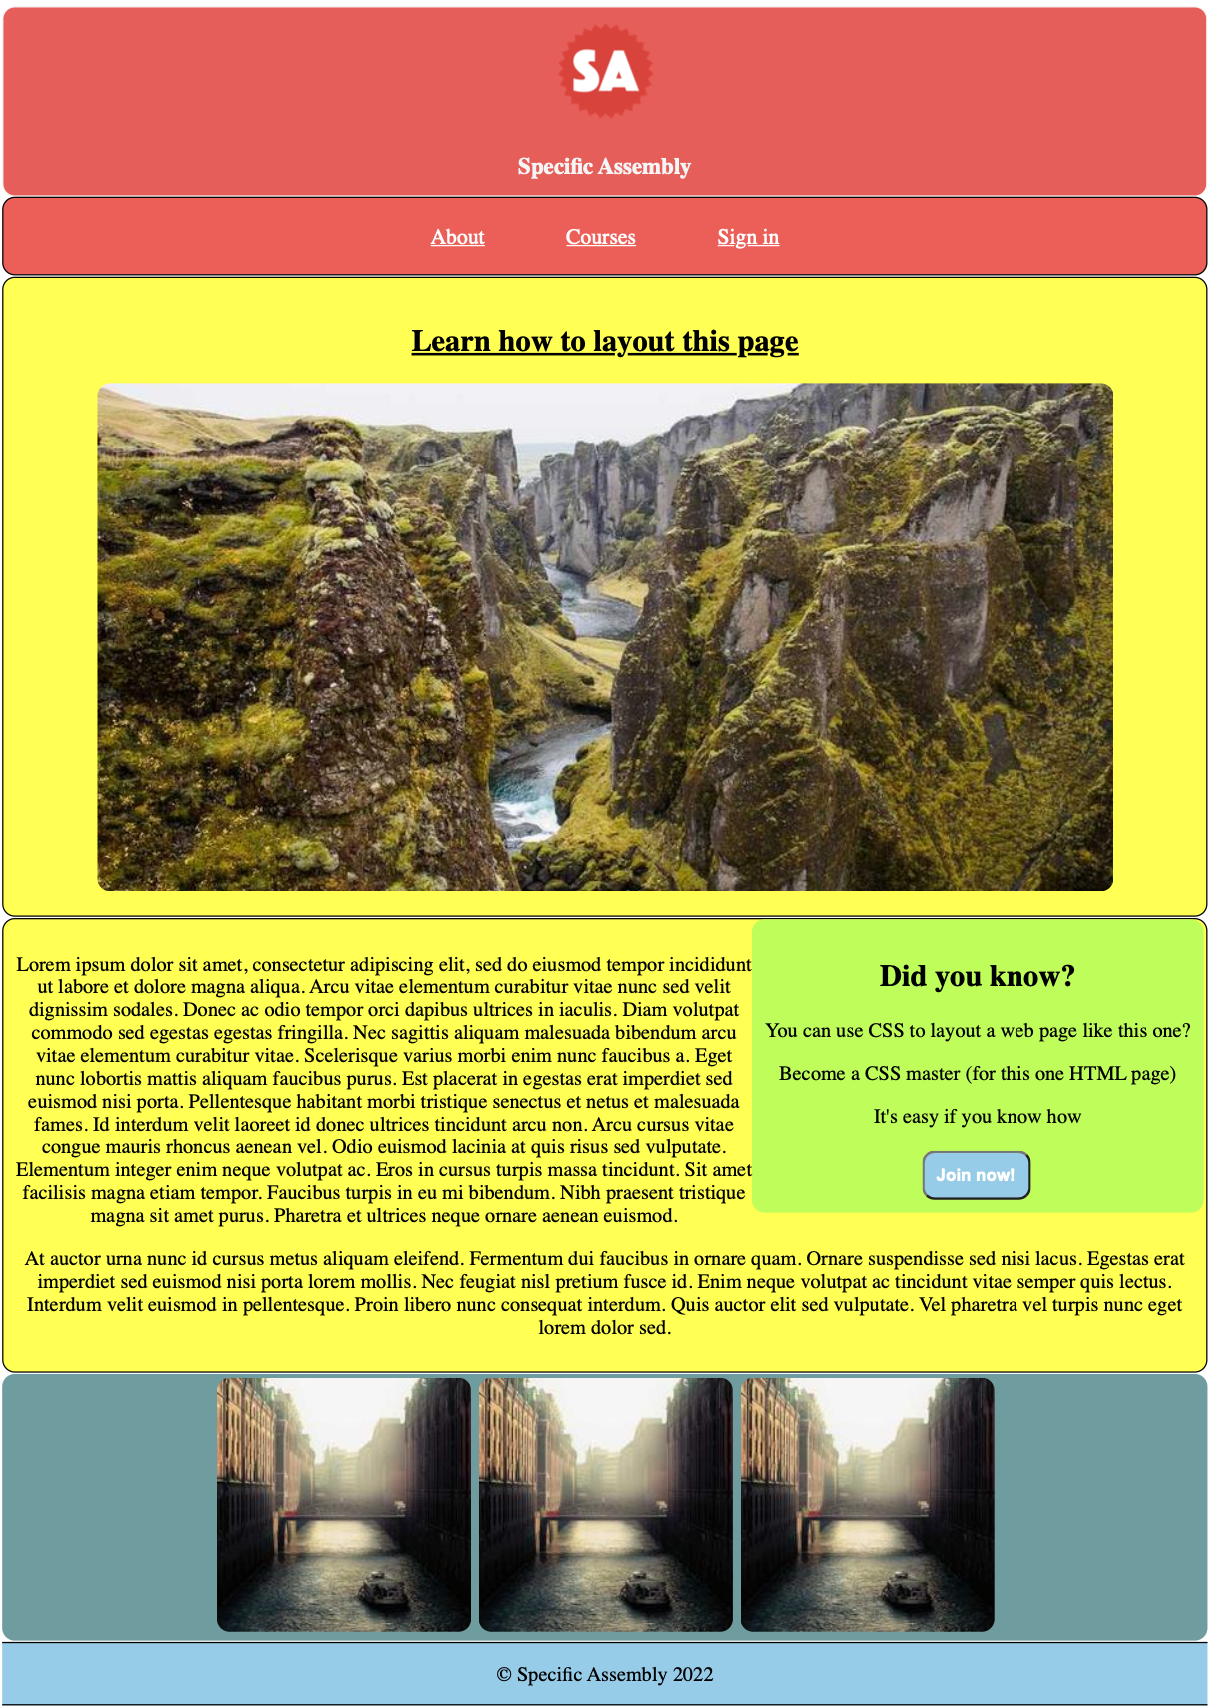 SA
Specific Assembly
About Courses Sign in
Learn how to layout this page
Lorem ipsum dolor sit amet, consectetur adipiscing elit, sed do eiusmod tempor incididunt
ut labore et dolore magna aliqua. Arcu vitae elementum curabitur vitae nunc sed velit
dignissim sodales. Donec ac odio tempor orci dapibus ultrices in iaculis. Diam volutpat
commodo sed egestas egestas fringilla. Nec sagittis aliquam malesuada bibendum arcu
vitae elementum curabitur vitae. Scelerisque varius morbi enim nunc faucibus a. Eget
nunc lobortis mattis aliquam faucibus purus. Est placerat in egestas erat imperdiet sed
euismod nisi porta. Pellentesque habitant morbi tristique senectus et netus et malesuada
fames. Id interdum velit laoreet id donec ultrices tincidunt arcu non. Arcu cursus vitae
congue mauris rhoncus aenean vel. Odio euismod lacinia at quis risus sed vulputate.
Elementum integer enim neque volutpat ac. Eros in cursus turpis massa tincidunt. Sit amet
facilisis magna etiam tempor. Faucibus turpis in eu mi bibendum. Nibh praesent tristique
magna sit amet purus. Pharetra et ultrices neque ornare aenean euismod.
Did you know?
You can use CSS to layout a web page like this one?
Become a CSS master (for this one HTML page)
It's easy if you know how
Join now!
At auctor urna nunc id cursus metus aliquam eleifend. Fermentum dui faucibus in ornare quam. Ornare suspendisse sed nisi lacus. Egestas erat
imperdiet sed euismod nisi porta lorem mollis. Nec feugiat nisl pretium fusce id. Enim neque volutpat ac tincidunt vitae semper quis lectus.
Interdum velit euismod in pellentesque. Proin libero nunc consequat interdum. Quis auctor elit sed vulputate. Vel pharetra vel turpis nunc eget
lorem dolor sed.
© Specific Assembly 2022